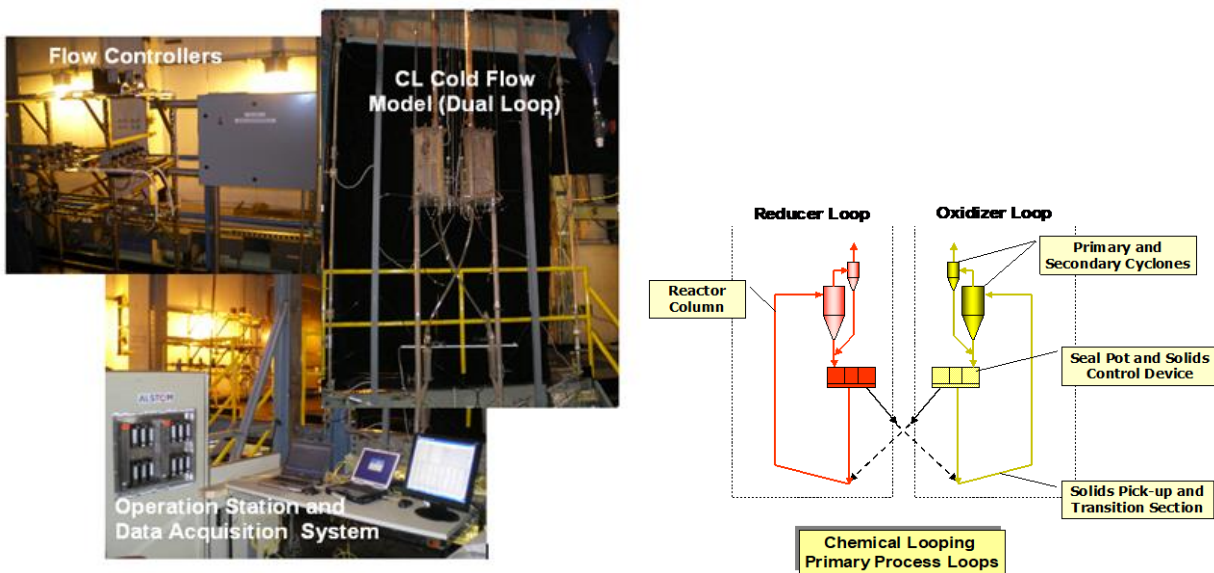 Flow Controllers
CL Cold Flow
Model (Dual Loop)
ALSTOM
Operation Station and
Data Acquisition System
Reducer Loop
Oxidizer Loop
Primary and
Secondary Cyclones
Reactor
Column
Seal Pot and Solids
Control Device
Solids Pick-up and
Transition Section
Chemical Looping
Primary Process Loops